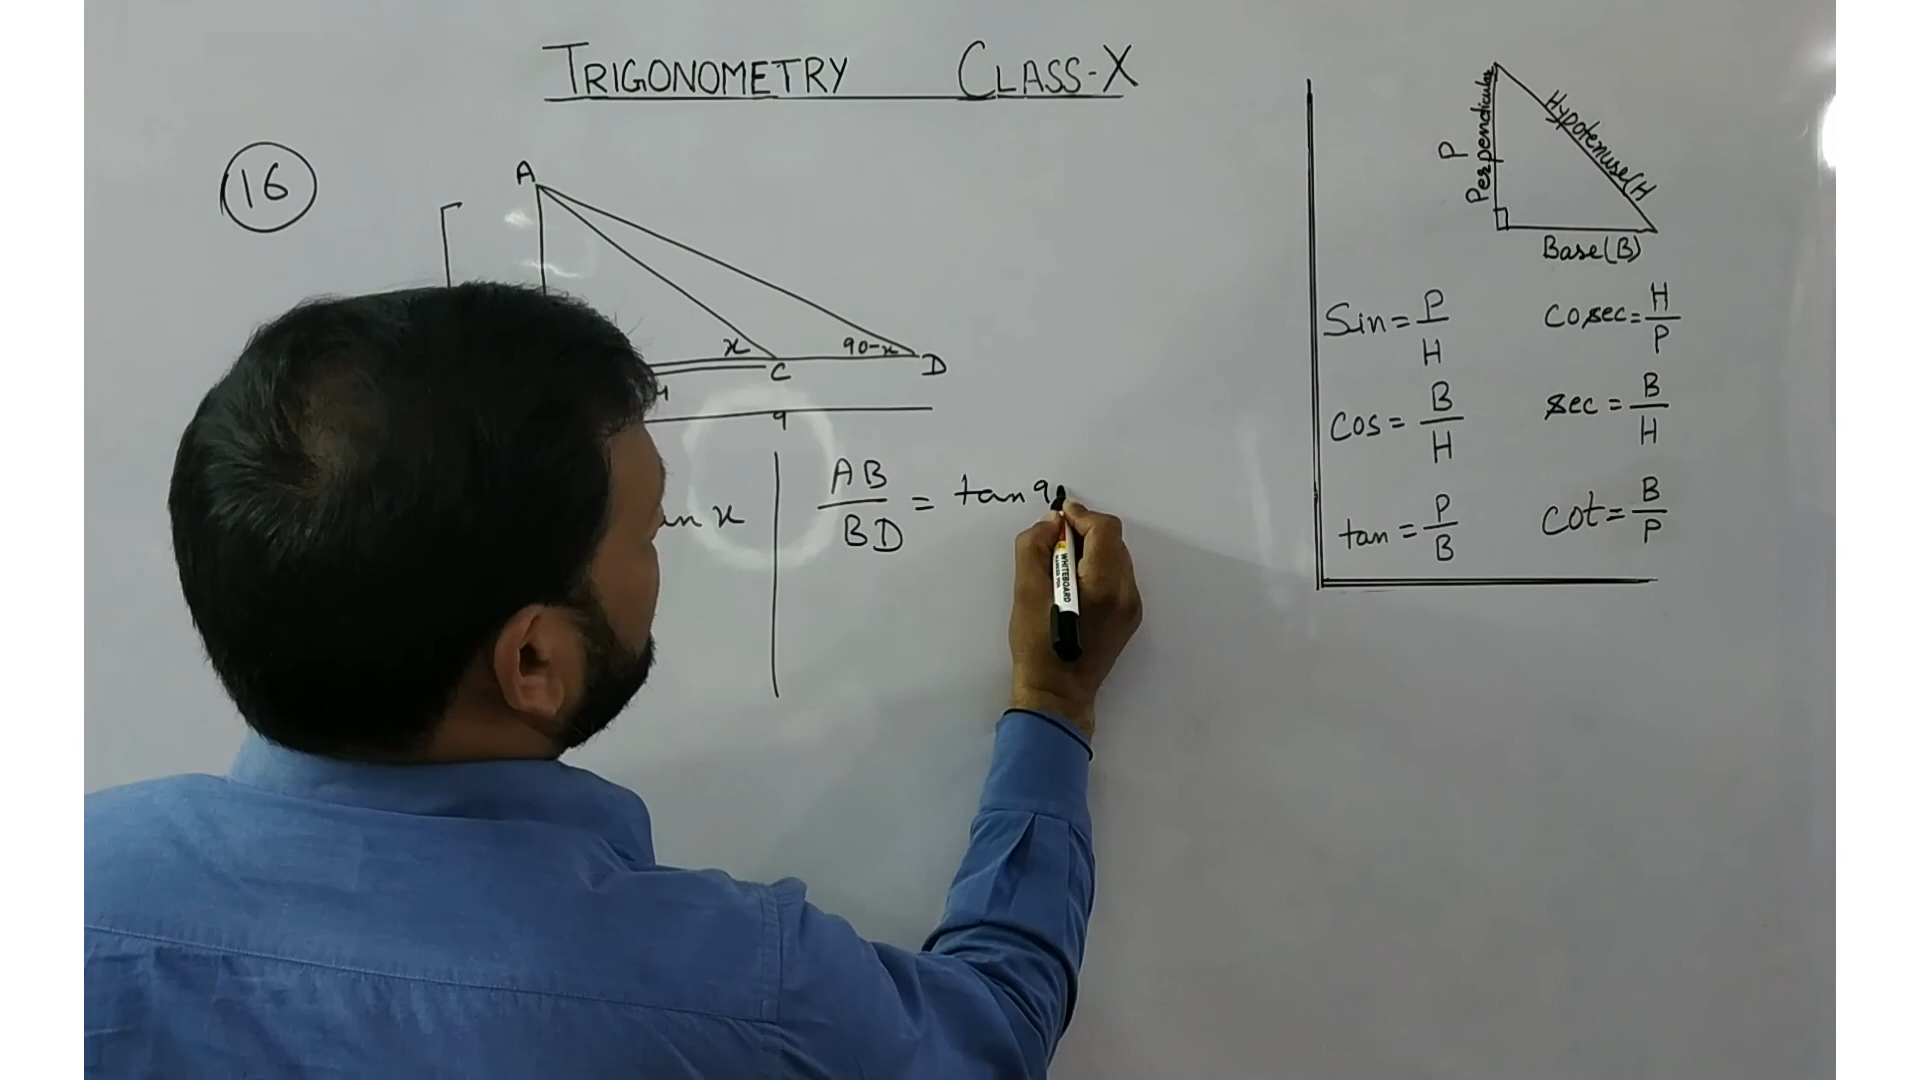 TRIGONOMETRY CLASS-X
16
A
x
90-x
C
D
4
9
an x
AB
BD
= tan 9
P
Perpendicular
Hypotenuse(H
Base(B)
Sin = P/H
cosec = H/P
cos = B/H
sec = B/H
tan = P/B
cot = B/P
WHITEBOARD